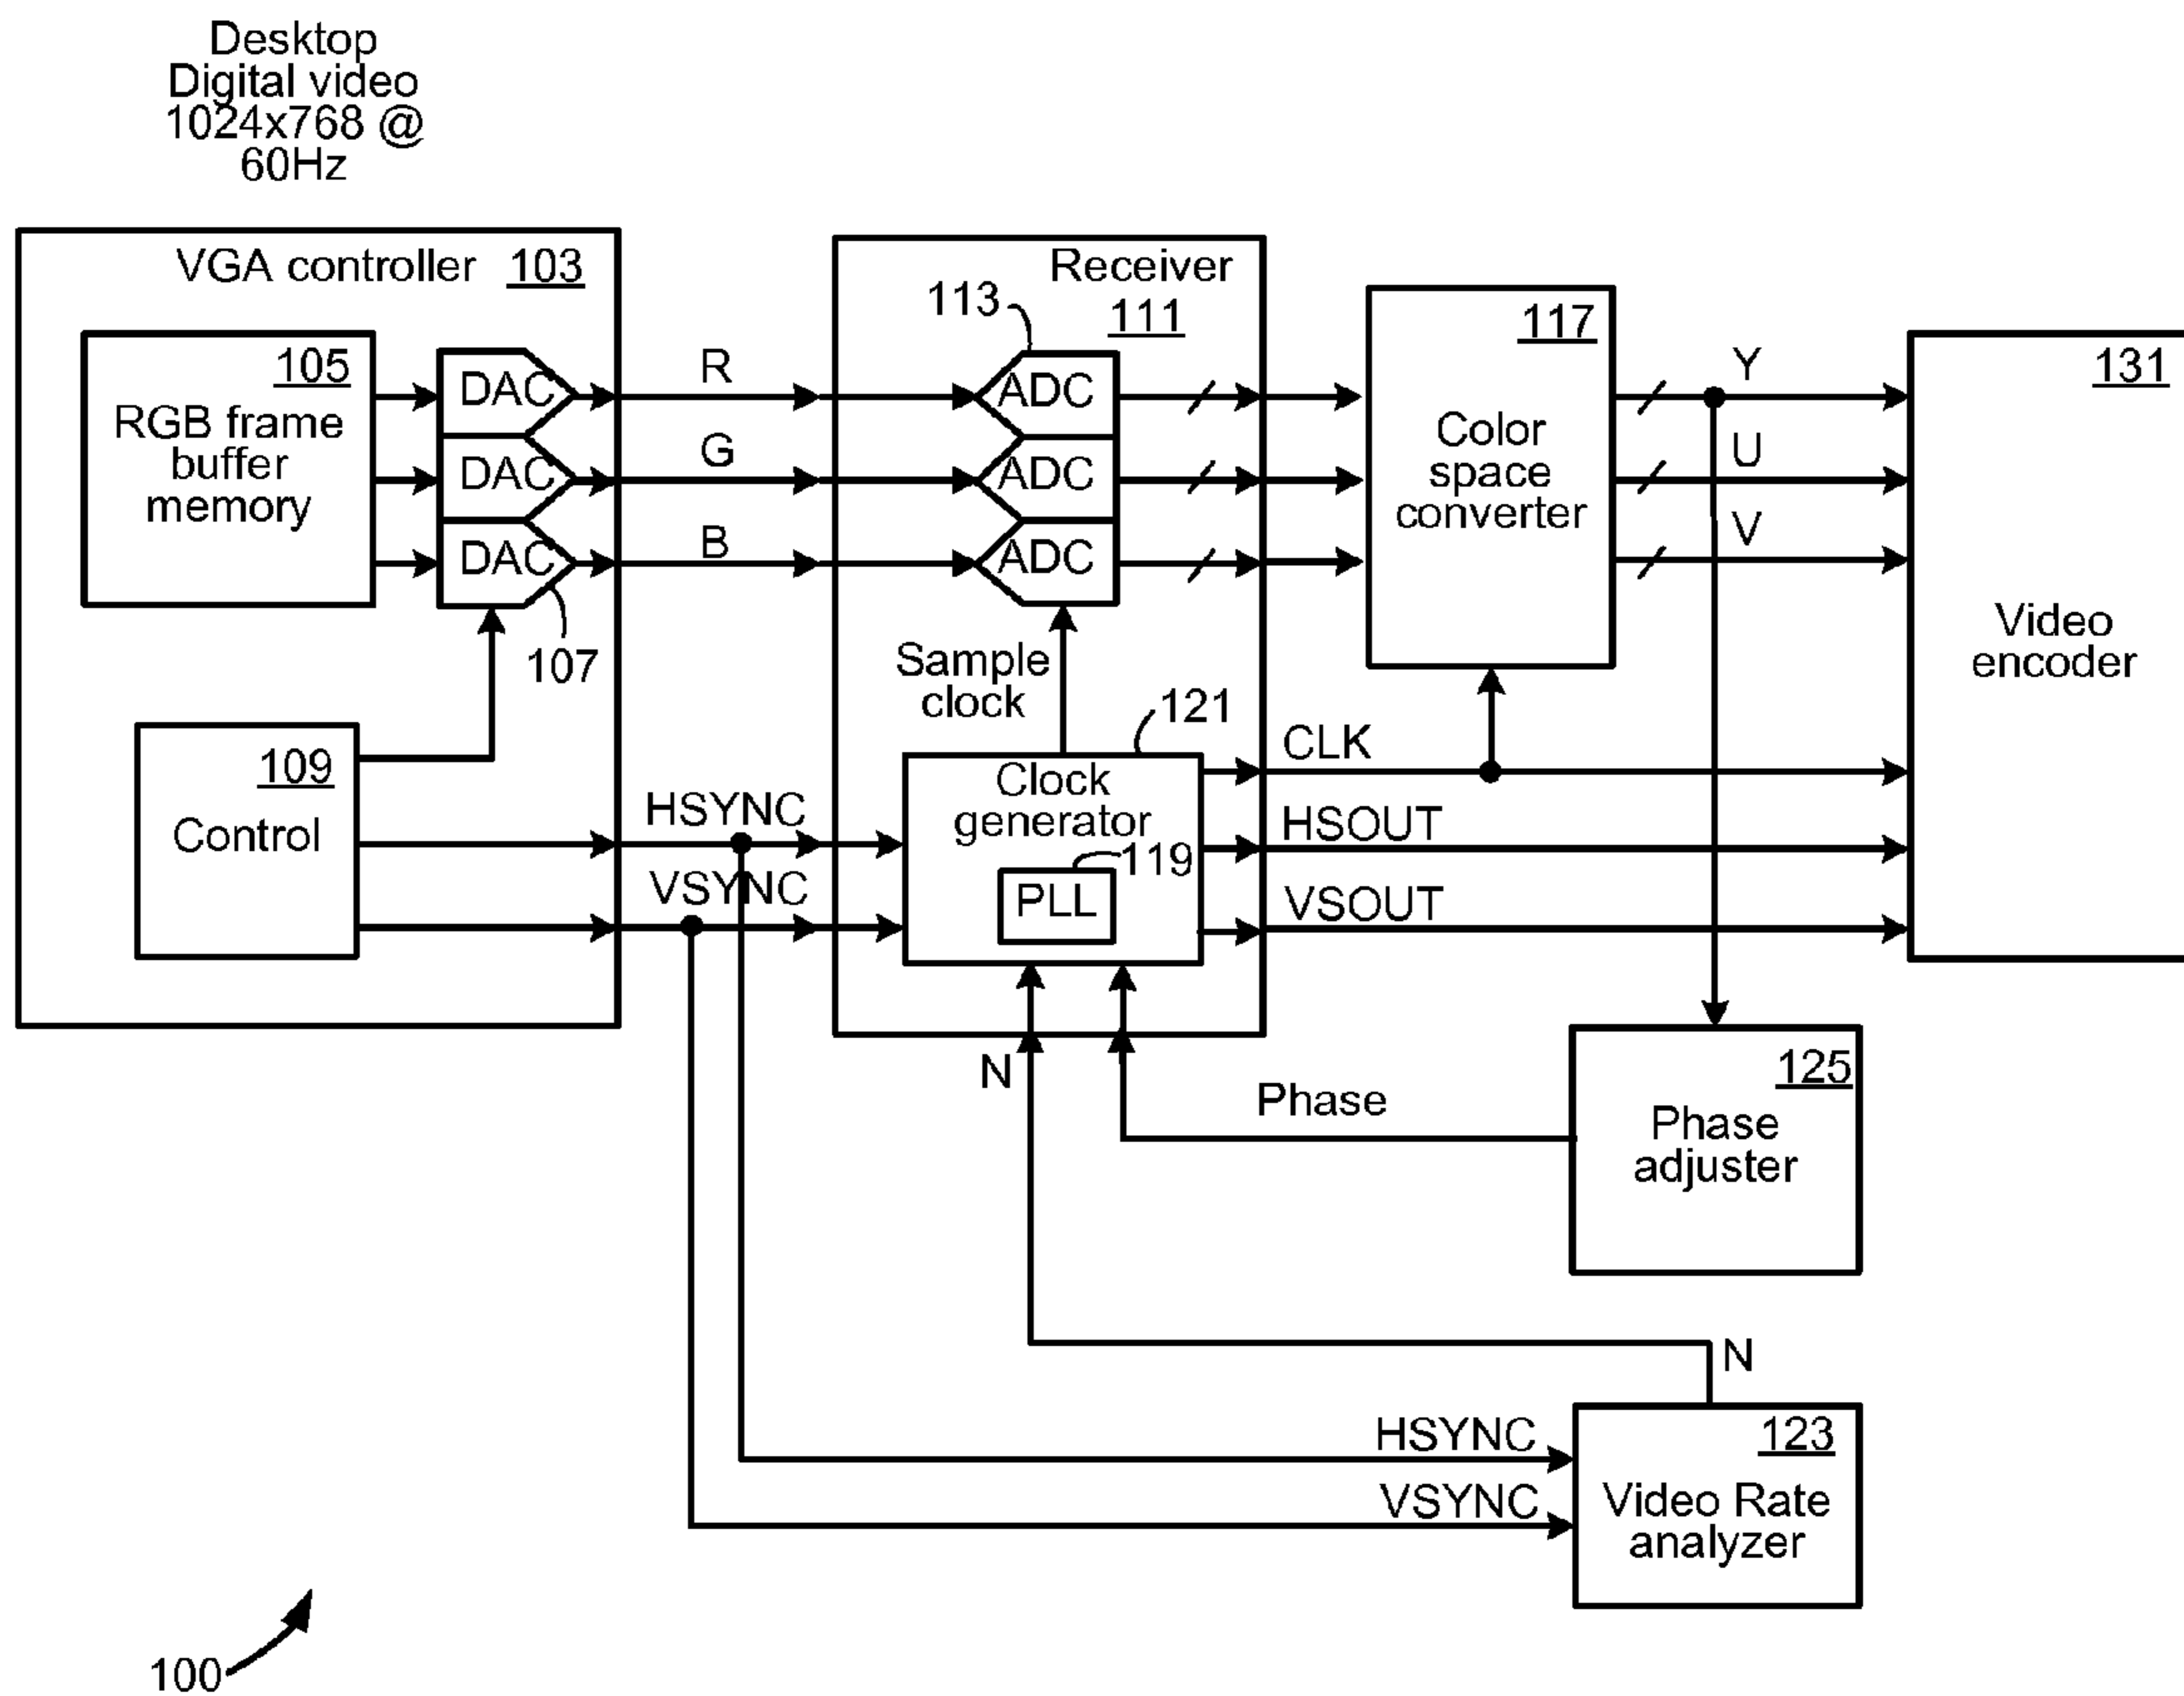 Desktop
Digital video
1024x768 @
60Hz
VGA controller 103
105
RGB frame
buffer
memory
DAC
DAC
DAC
107
109
Control
R
G
B
HSYNC
VSYNC
Receiver
111
113
ADC
ADC
ADC
Sample
clock
121
Clock
generator
119
PLL
N
117
Color
space
converter
CLK
HSOUT
VSOUT
Y
U
V
131
Video
encoder
Phase
125
Phase
adjuster
N
HSYNC
VSYNC
123
Video Rate
analyzer
100